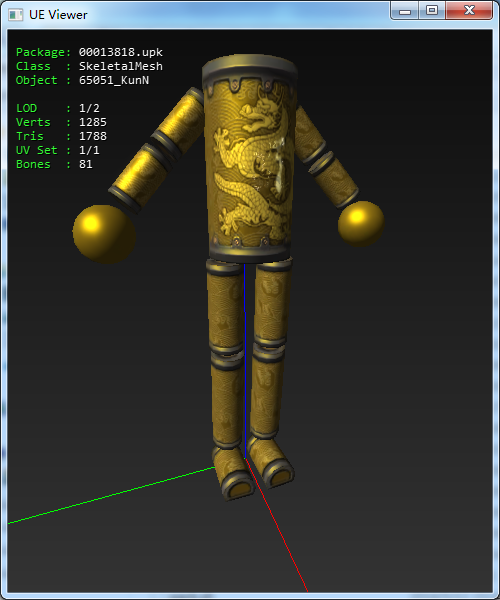 UE Viewer
Package: 00013818.upk
Class : SkeletalMesh
Object : 65051_KunN
LOD : 1/2
Verts : 1285
Tris : 1788
UV Set : 1/1
Bones : 81